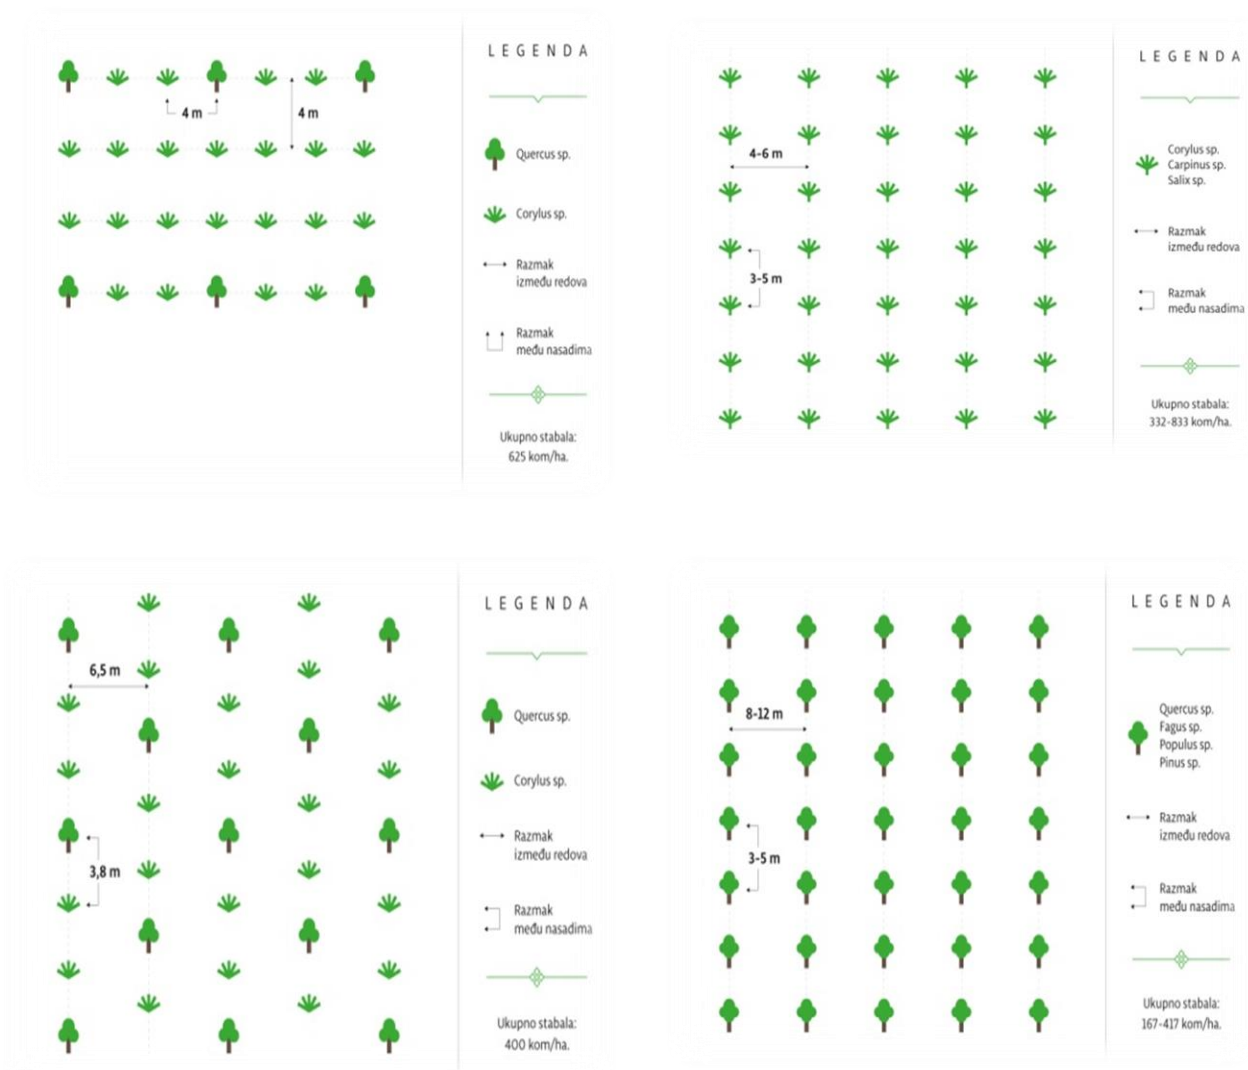 LEGENDA
4 m
4 m
Quercus sp.
Corylus sp.
Razmak
između redova
Razmak
među nasadima
Ukupno stabala:
625 kom/ha.
LEGENDA
4-6 m
3-5 m
Corylus sp.
Carpinus sp.
Salix sp.
Razmak
između redova
Razmak
među nasadima
Ukupno stabala:
332-833 kom/ha.
LEGENDA
6,5 m
3,8 m
Quercus sp.
Corylus sp.
Razmak
između redova
Razmak
među nasadima
Ukupno stabala:
400 kom/ha.
LEGENDA
8-12 m
3-5 m
Quercus sp.
Fagus sp.
Populus sp.
Pinus sp.
Razmak
između redova
Razmak
među nasadima
Ukupno stabala:
167-417 kom/ha.